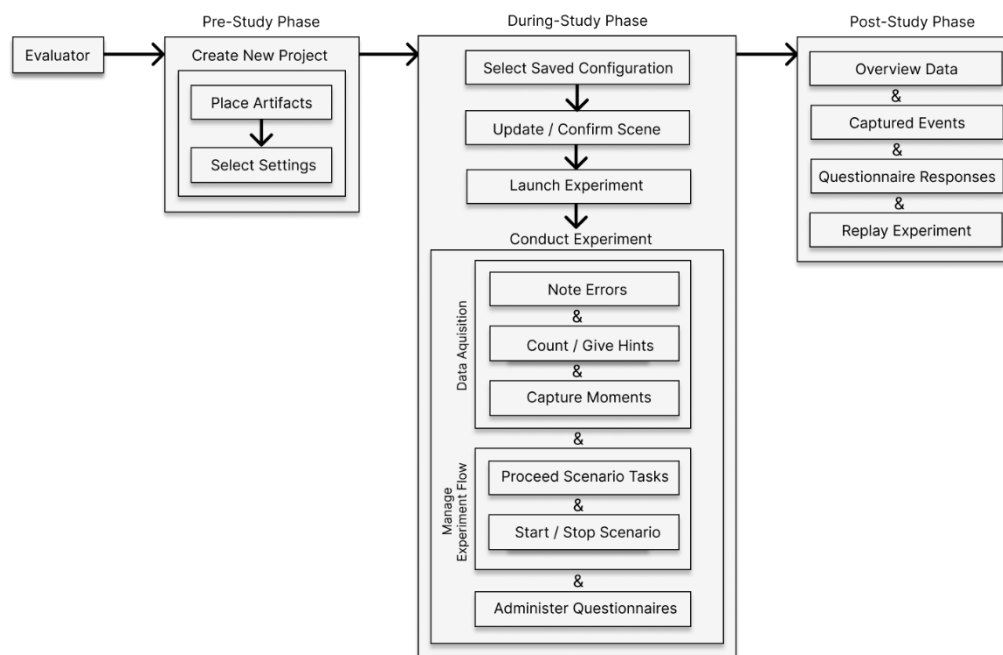 Pre-Study Phase
During-Study Phase
Post-Study Phase
Evaluator
Create New Project
Place Artifacts
Select Settings
Select Saved Configuration
Update / Confirm Scene
Launch Experiment
Conduct Experiment
Data Aquisition
Note Errors
&
Count / Give Hints
&
Capture Moments
&
Manage
Experiment Flow
Proceed Scenario Tasks
&
Start / Stop Scenario
&
Administer Questionnaires
Overview Data
&
Captured Events
&
Questionnaire Responses
&
Replay Experiment